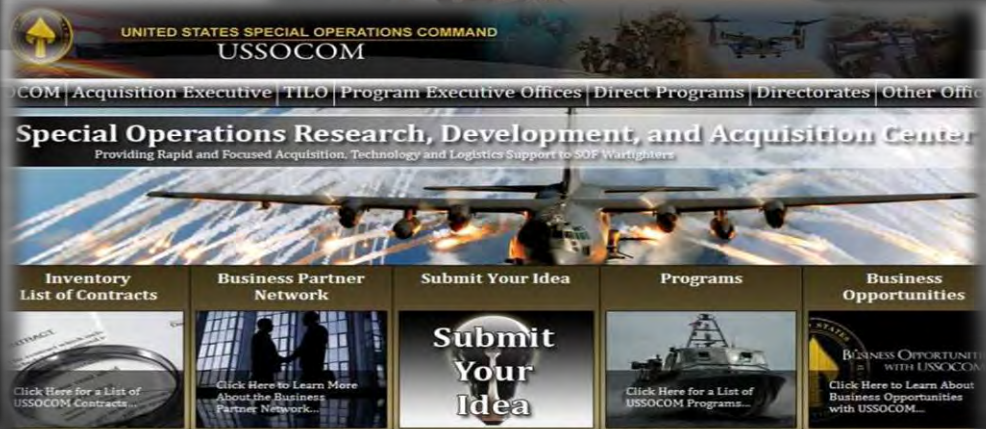 UNITED STATES SPECIAL OPERATIONS COMMAND
USSOCOM
OCOM | Acquisition Executive | TILO | Program Executive Offices | Direct Programs | Directorates | Other Offic
Special Operations Research, Development, and Acquisition Center
Providing Rapid and Focused Acquisition, Technology and Logistics Support to SOF Warfighters
Inventory
List of Contracts
Business Partner
Network
Submit Your Idea
Programs
Business
Opportunities
Click Here for a List of
USSOCOM Contracts...
Click Here to Learn More
About the Business
Partner Network...
Submit
Your
Idea
Click Here for a List of
USSOCOM Programs...
BUSINESS OPPORTUNITI
WITH USSOCOM
Click Here to Learn About
Business Opportunities
with USSOCOM...